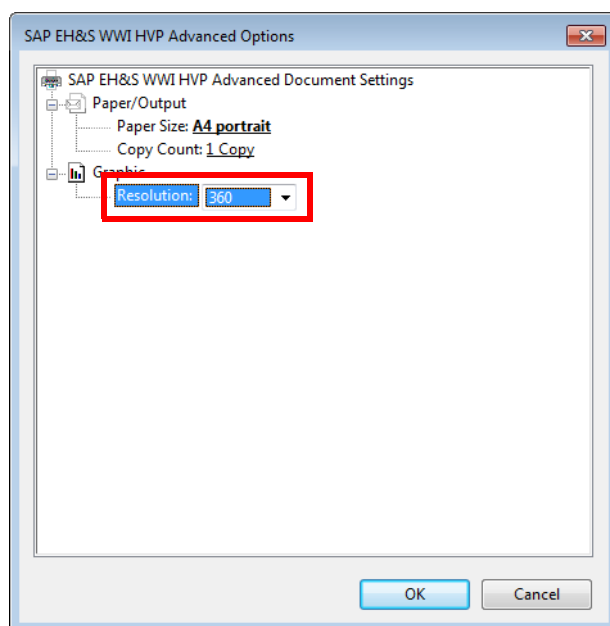 SAP EH&S WWI HVP Advanced Options
SAP EH&S WWI HVP Advanced Document Settings
Paper/Output
Paper Size: A4 portrait
Copy Count: 1 Copy
Graphic
Resolution: 360
OK Cancel